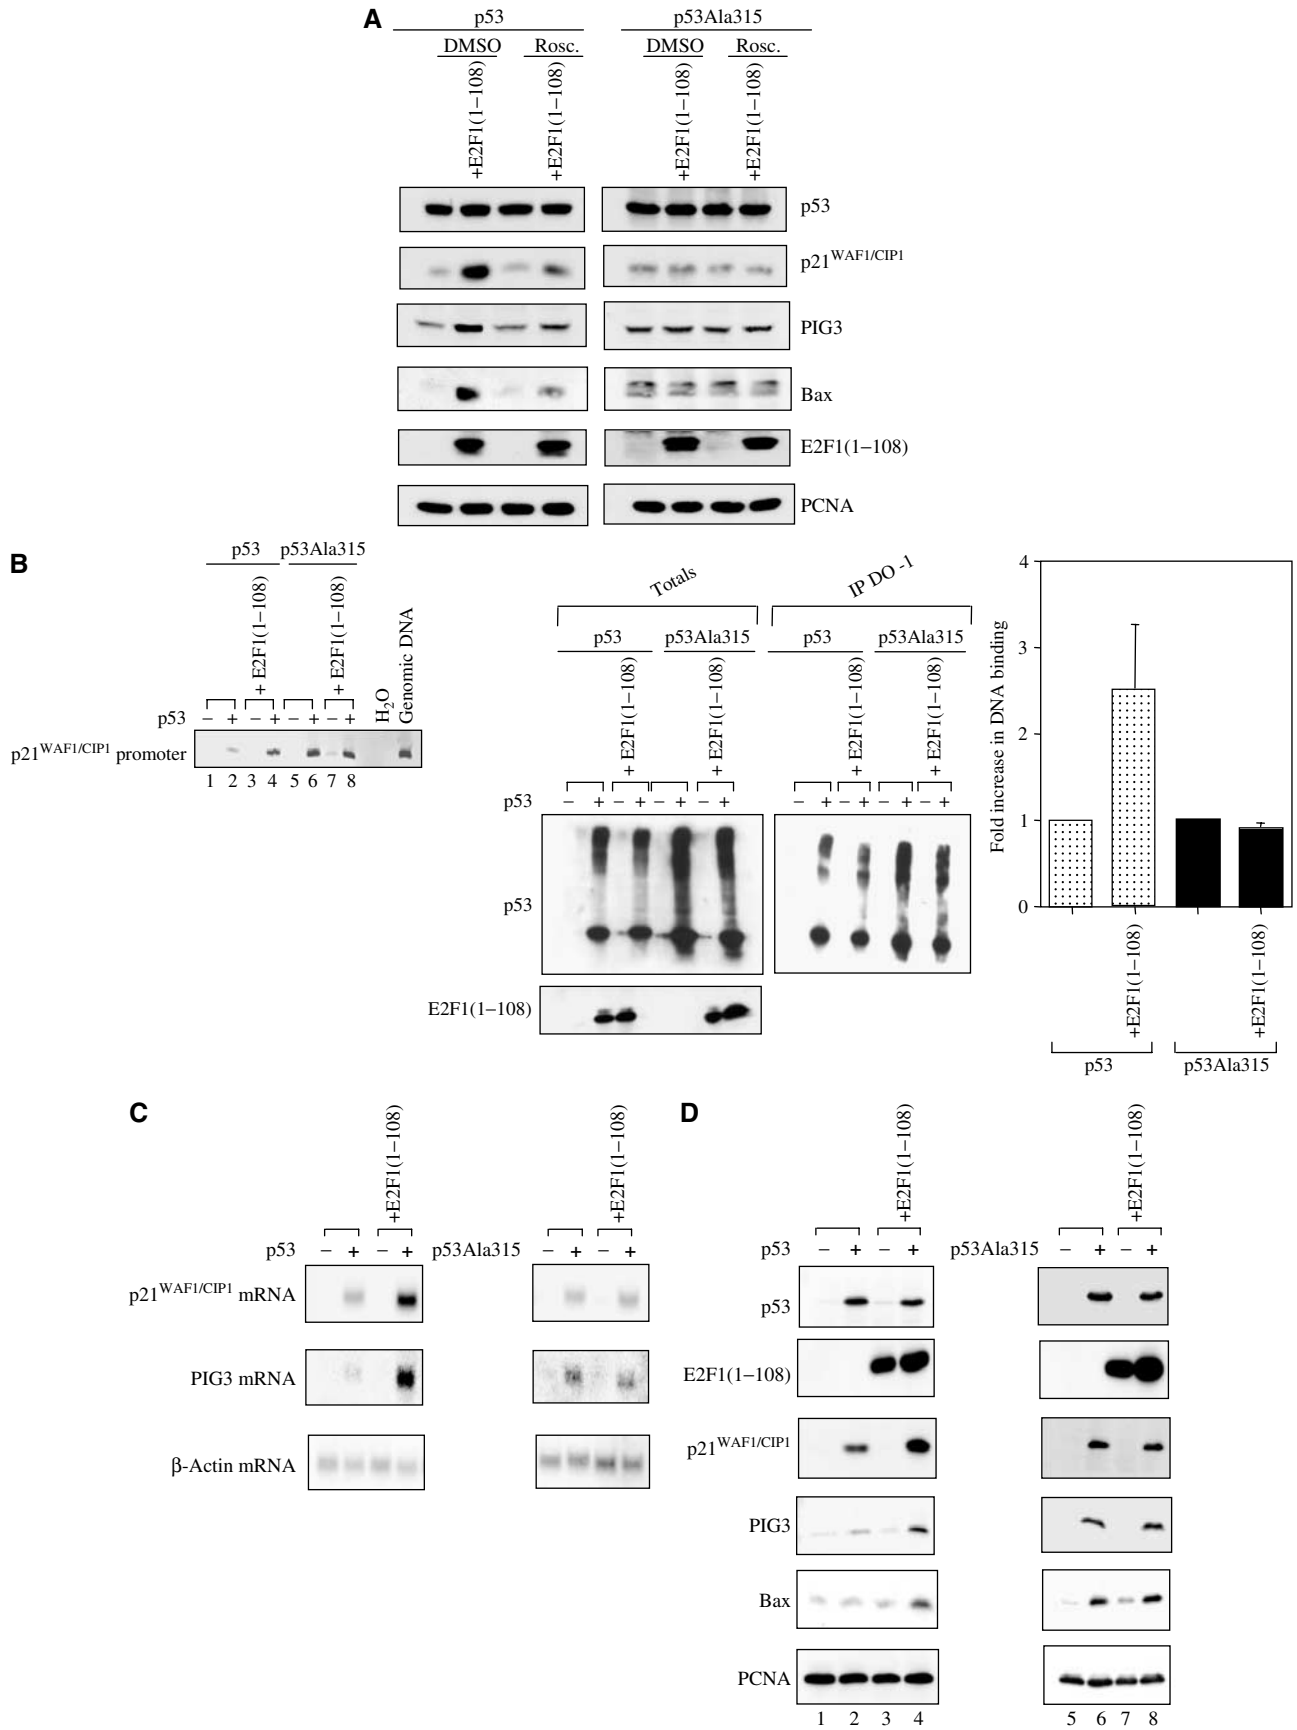 A
p53 p53Ala315
DMSO Rosc. DMSO Rosc.
+E2F1(1–108) +E2F1(1–108) +E2F1(1–108) +E2F1(1–108)
p53
p21WAF1/CIP1
PIG3
Bax
E2F1(1–108)
PCNA
B
p53 p53Ala315
+ E2F1(1–108) + E2F1(1–108) H2O Genomic DNA
p53 – + – + – + – +
p21WAF1/CIP1 promoter
1 2 3 4 5 6 7 8
Totals IP DO -1
p53 p53Ala315 p53 p53Ala315
+ E2F1(1–108) + E2F1(1–108) + E2F1(1–108) + E2F1(1–108)
p53 – + – + – + – + – + – + – + – +
p53
E2F1(1–108)
Fold increase in DNA binding
4
3
2
1
0
+E2F1(1–108) +E2F1(1–108)
p53 p53Ala315
C
+E2F1(1–108) +E2F1(1–108)
p53 – + – + p53Ala315 – + – +
p21WAF1/CIP1 mRNA
PIG3 mRNA
β-Actin mRNA
D
+E2F1(1–108) +E2F1(1–108)
p53 – + – + p53Ala315 – + – +
p53
E2F1(1–108)
p21WAF1/CIP1
PIG3
Bax
PCNA
1 2 3 4 5 6 7 8